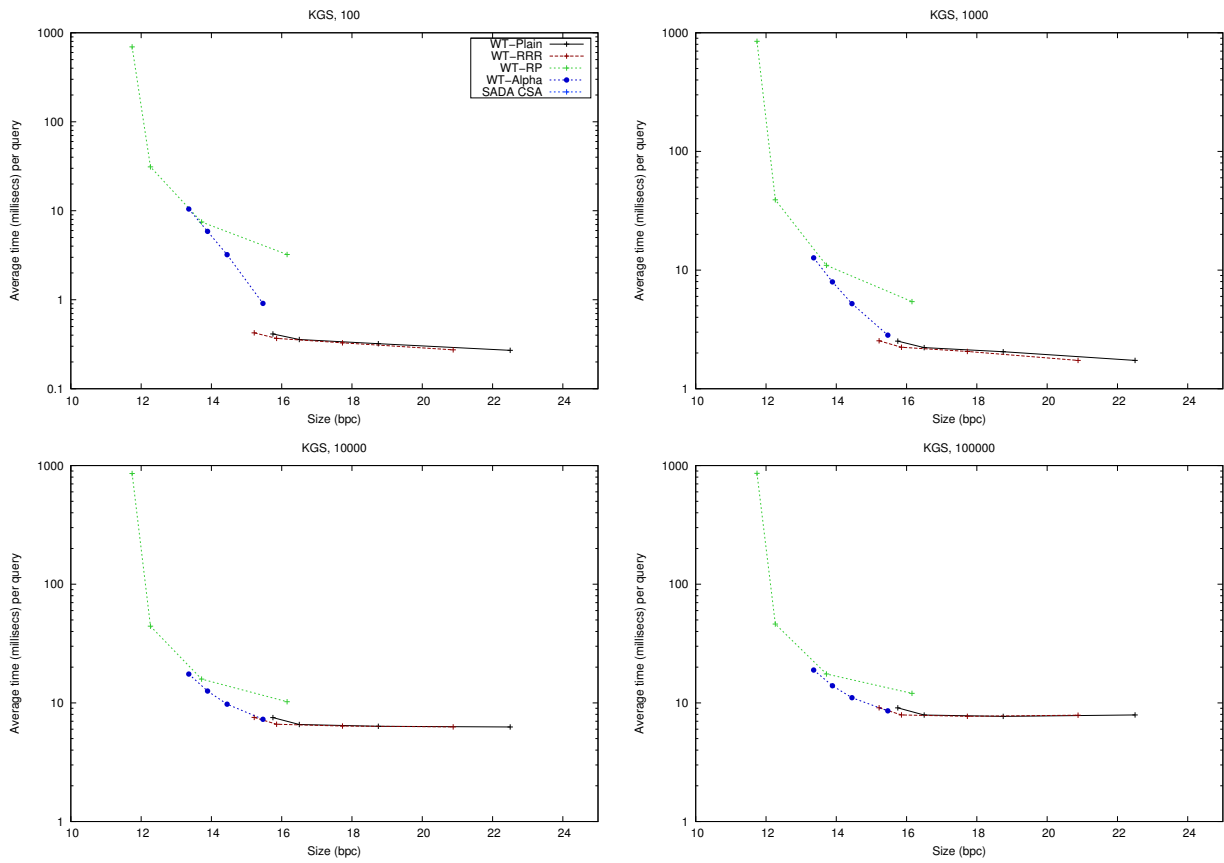 KGS, 100
1000
100
10
1
0.1
10 12 14 16 18 20 22 24
Average time (millisecs) per query
Size (bpc)
WT-Plain
WT-RRR
WT-RP
WT-Alpha
SADA CSA
KGS, 1000
1000
100
10
1
10 12 14 16 18 20 22 24
Average time (millisecs) per query
Size (bpc)
KGS, 10000
1000
100
10
1
10 12 14 16 18 20 22 24
Average time (millisecs) per query
Size (bpc)
KGS, 100000
1000
100
10
1
10 12 14 16 18 20 22 24
Average time (millisecs) per query
Size (bpc)